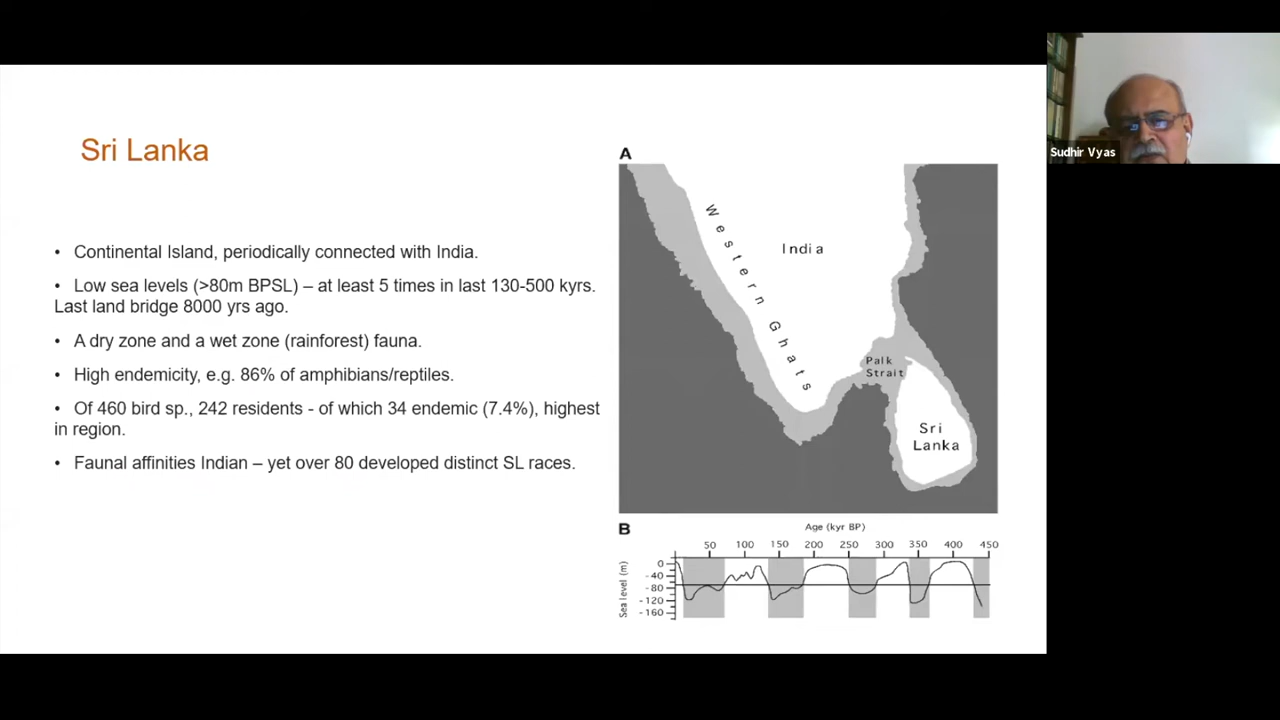 Sri Lanka
• Continental Island, periodically connected with India.
• Low sea levels (>80m BPSL) – at least 5 times in last 130-500 kyrs.
Last land bridge 8000 yrs ago.
• A dry zone and a wet zone (rainforest) fauna.
• High endemicity, e.g. 86% of amphibians/reptiles.
• Of 460 bird sp., 242 residents - of which 34 endemic (7.4%), highest
in region.
• Faunal affinities Indian – yet over 80 developed distinct SL races.
A
Western Ghats
India
Palk
Strait
Sri
Lanka
B
Age (kyr BP)
50 100 150 200 250 300 350 400 450
Sea level (m)
0
-40
-80
-120
-160
Sudhir Vyas